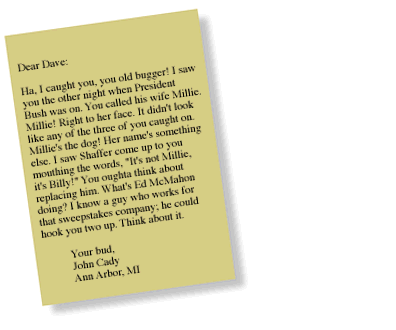 Dear Dave:
Ha, I caught you, you old bugger! I saw
you the other night when President
Bush was on. You called his wife Millie.
Millie! Right to her face. It didn't look
like any of the three of you caught on.
Millie's the dog! Her name's something
else. I saw Shaffer come up to you
mouthing the words, "It's not Millie,
it's Billy!" You oughta think about
replacing him. What's Ed McMahon
doing? I know a guy who works for
that sweepstakes company; he could
hook you two up. Think about it.
Your bud,
John Cady
Ann Arbor, MI